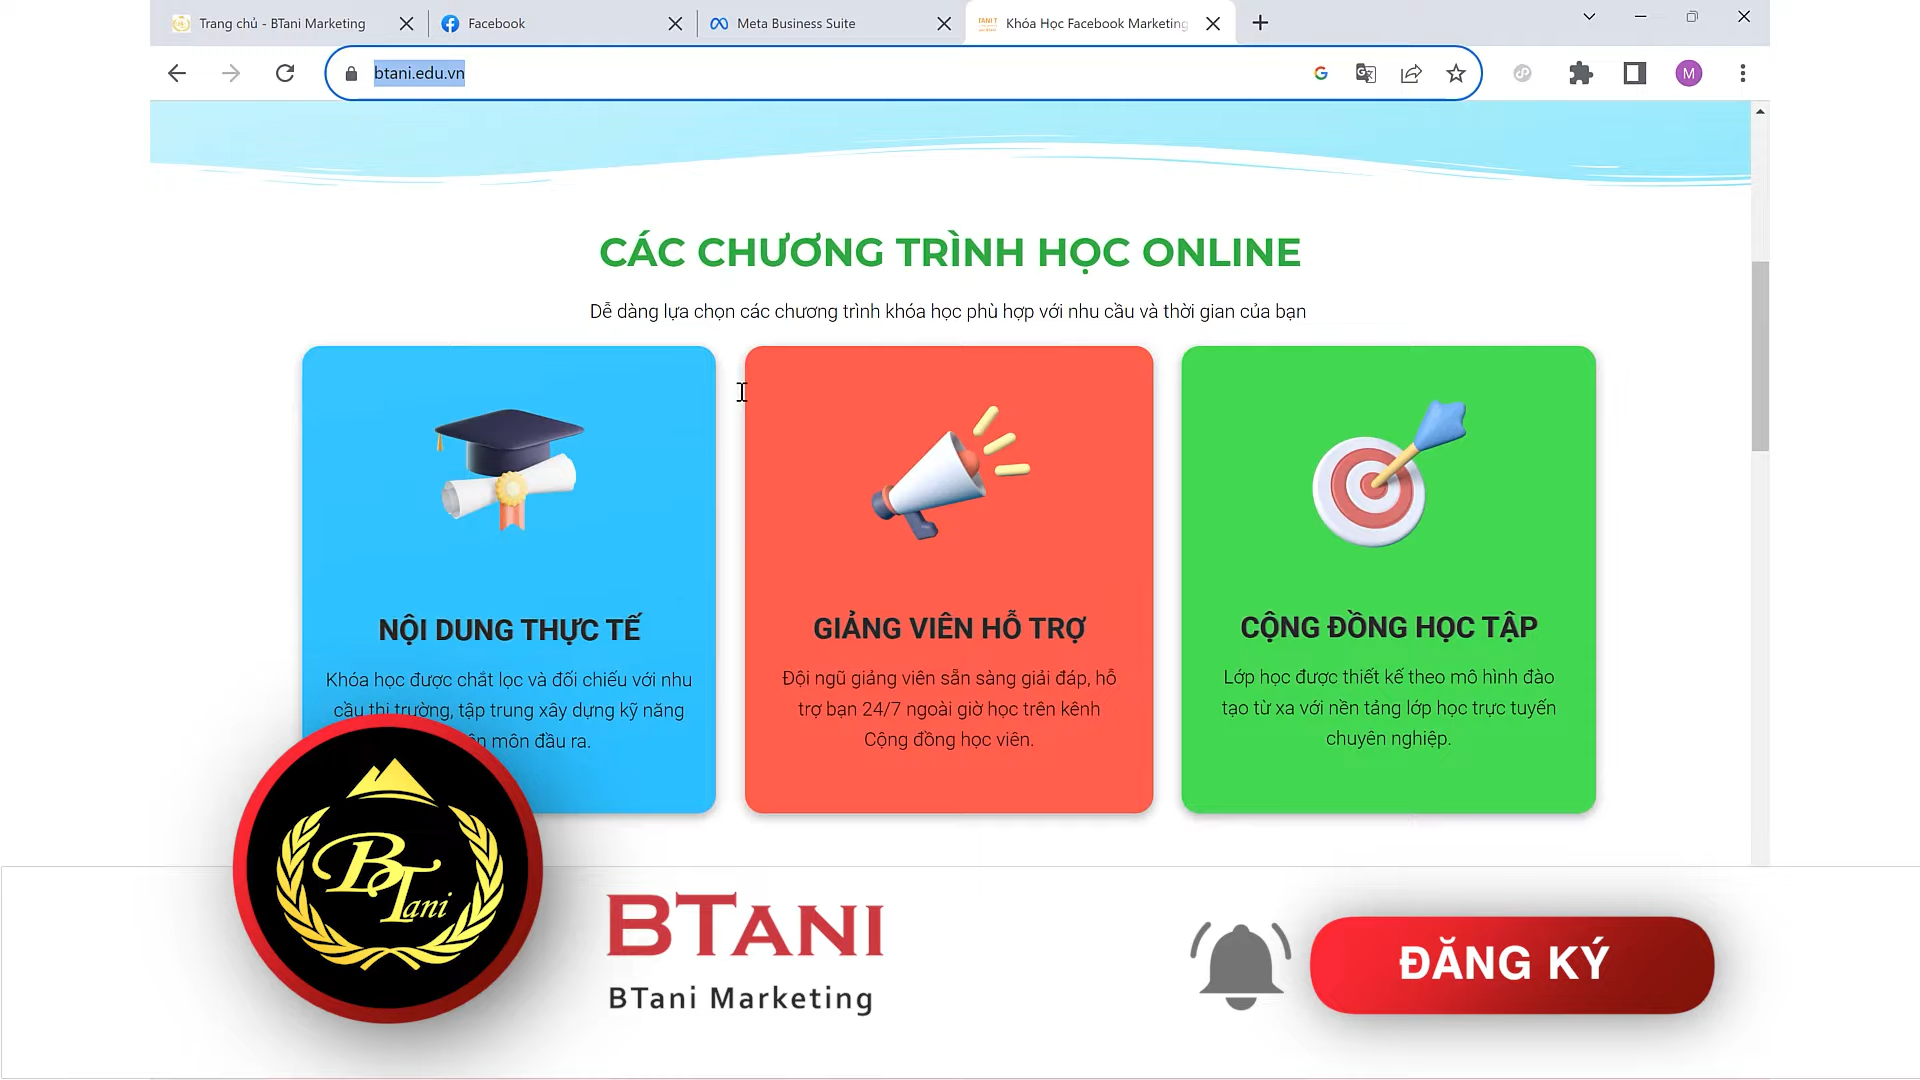 Trang chủ - BTani Marketing
Facebook
Meta Business Suite
Khóa Học Facebook Marketing
btani.edu.vn
M
CÁC CHƯƠNG TRÌNH HỌC ONLINE
Dễ dàng lựa chọn các chương trình khóa học phù hợp với nhu cầu và thời gian của bạn
NỘI DUNG THỰC TẾ
Khóa học được chắt lọc và đối chiếu với nhu
cầu thị trường, tập trung xây dựng kỹ năng
môn đầu ra.
GIẢNG VIÊN HỖ TRỢ
Đội ngũ giảng viên sẵn sàng giải đáp, hỗ
trợ bạn 24/7 ngoài giờ học trên kênh
Cộng đồng học viên.
CỘNG ĐỒNG HỌC TẬP
Lớp học được thiết kế theo mô hình đào
tạo từ xa với nền tảng lớp học trực tuyến
chuyên nghiệp.
BTani
BTANI
BTani Marketing
ĐĂNG KÝ